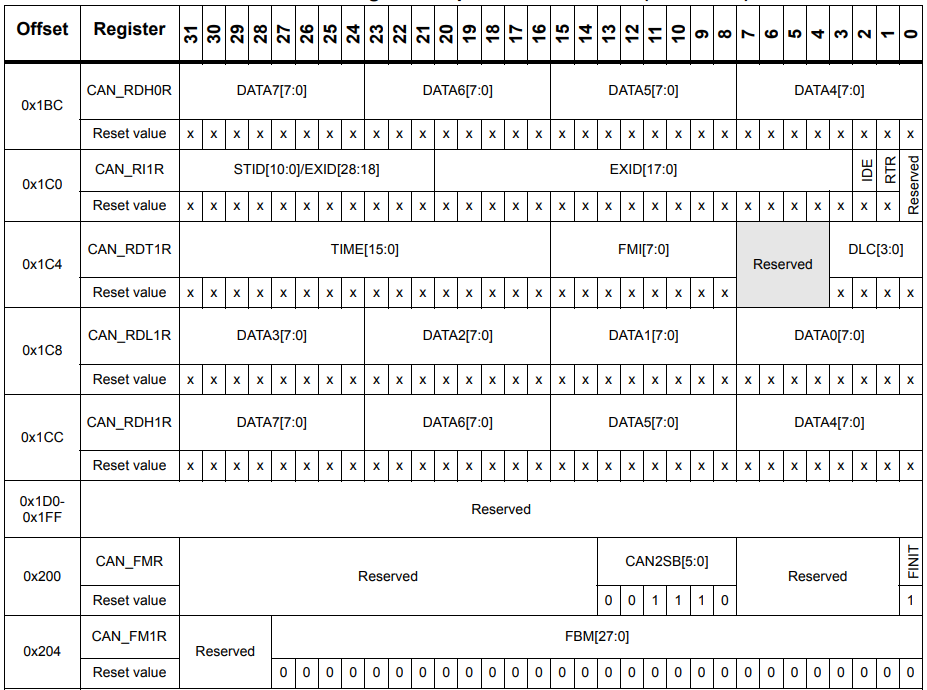 Offset Register 31 30 29 28 27 26 25 24 23 22 21 20 19 18 17 16 15 14 13 12 11 10 9 8 7 6 5 4 3 2 1 0
0x1BC CAN_RDH0R DATA7[7:0] DATA6[7:0] DATA5[7:0] DATA4[7:0]
Reset value x x x x x x x x x x x x x x x x x x x x x x x x x x x x x x x x
0x1C0 CAN_RI1R STID[10:0]/EXID[28:18] EXID[17:0] IDE RTR Reserved
Reset value x x x x x x x x x x x x x x x x x x x x x x x x x x x x x x x
0x1C4 CAN_RDT1R TIME[15:0] FMI[7:0] Reserved DLC[3:0]
Reset value x x x x x x x x x x x x x x x x x x x x x x x x x x x x
0x1C8 CAN_RDL1R DATA3[7:0] DATA2[7:0] DATA1[7:0] DATA0[7:0]
Reset value x x x x x x x x x x x x x x x x x x x x x x x x x x x x x x x x
0x1CC CAN_RDH1R DATA7[7:0] DATA6[7:0] DATA5[7:0] DATA4[7:0]
Reset value x x x x x x x x x x x x x x x x x x x x x x x x x x x x x x x x
0x1D0-
0x1FF Reserved
0x200 CAN_FMR Reserved CAN2SB[5:0] Reserved FINIT
Reset value 0 0 1 1 1 0 1
0x204 CAN_FM1R Reserved FBM[27:0]
Reset value 0 0 0 0 0 0 0 0 0 0 0 0 0 0 0 0 0 0 0 0 0 0 0 0 0 0 0 0